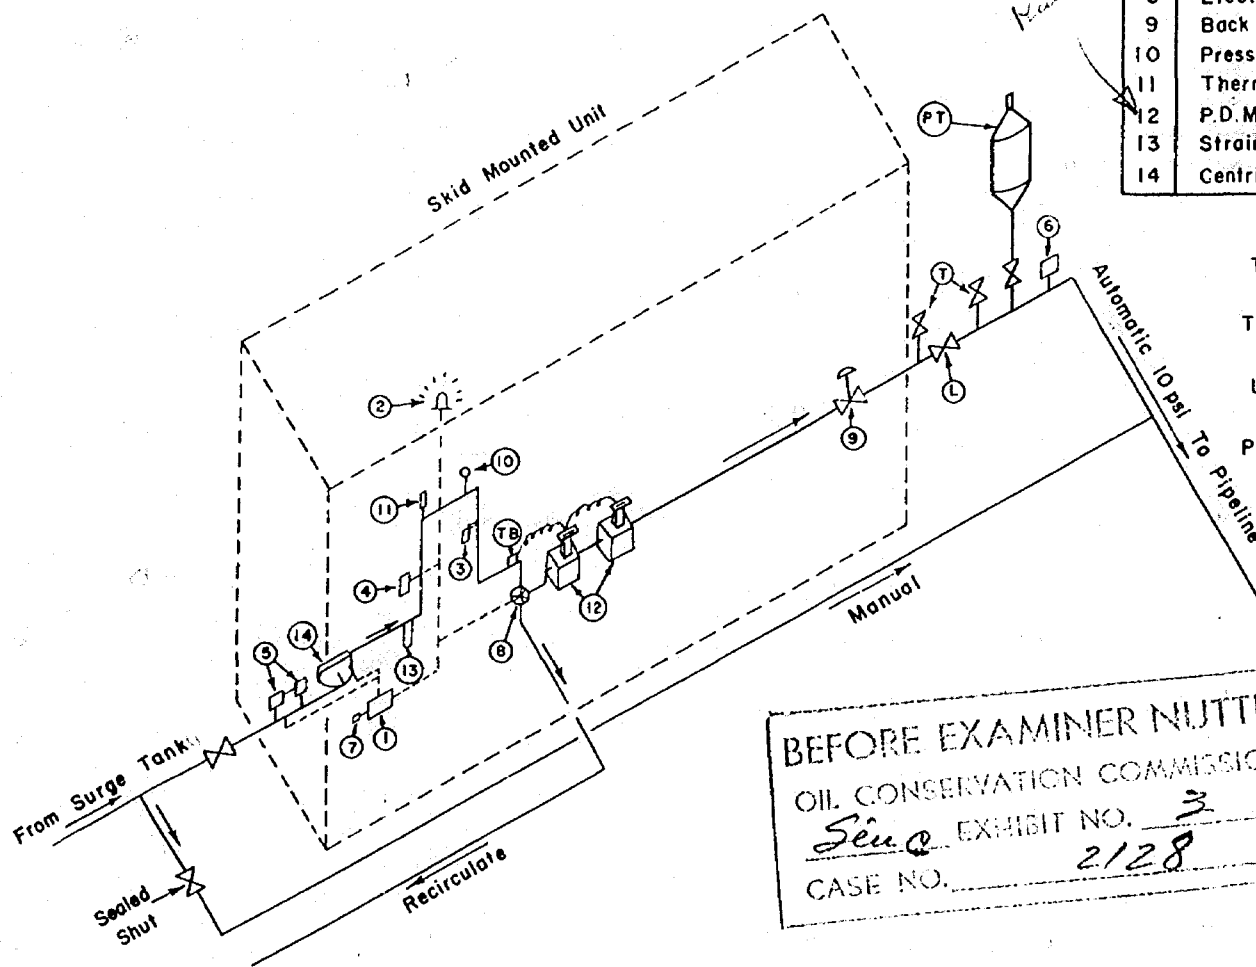 9 Back
10 Press
11 Therm
12 P.D.M
13 Strain
14 Centri
Skid Mounted Unit
PT
6
T
T
T
L
P
L
9
2
10
11
TB
3
4
12
8
14
5
13
7
1
Automatic 10 psi To Pipeline
Manual
From Surge Tank
Sealed
Shut
Recirculate
BEFORE EXAMINER NUTT
OIL CONSERVATION COMMISSIO
EXHIBIT NO. 3
CASE NO. 2128